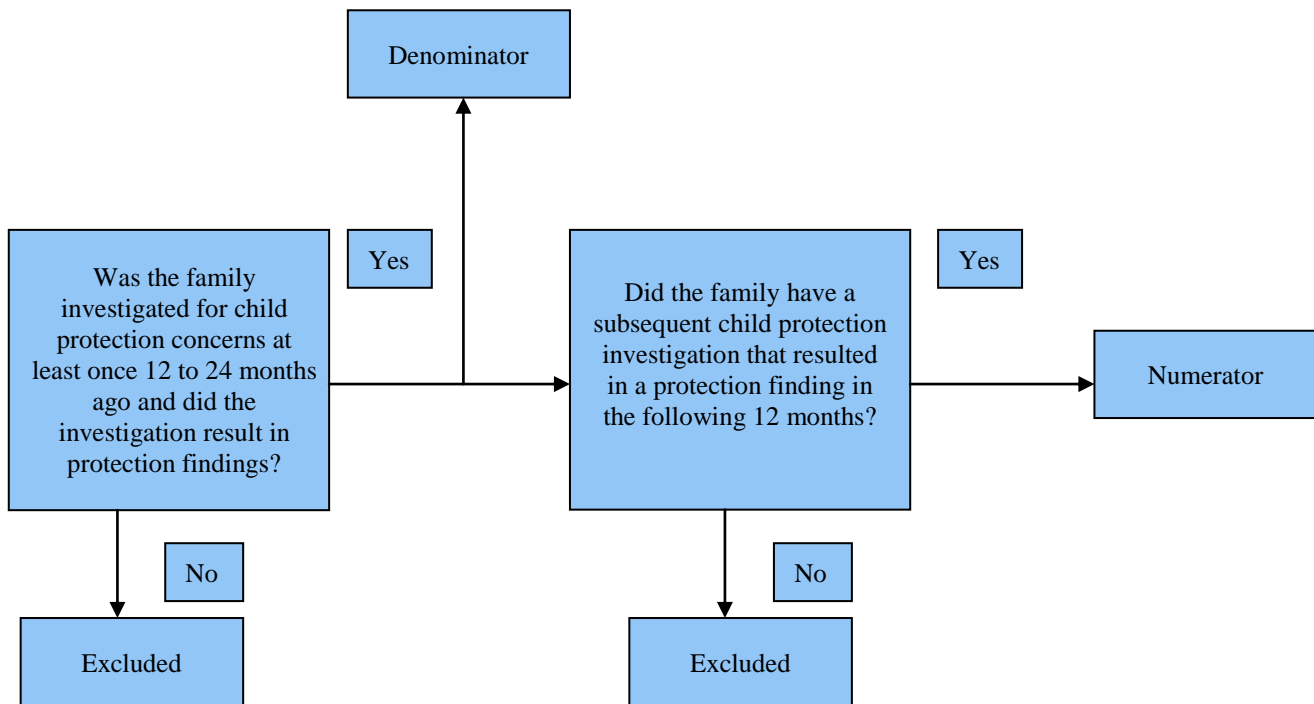 Denominator
Was the family
investigated for child
protection concerns at
least once 12 to 24 months
ago and did the
investigation result in
protection findings?
Yes
Did the family have a
subsequent child protection
investigation that resulted
in a protection finding in
the following 12 months?
Yes
Numerator
No
Excluded
No
Excluded